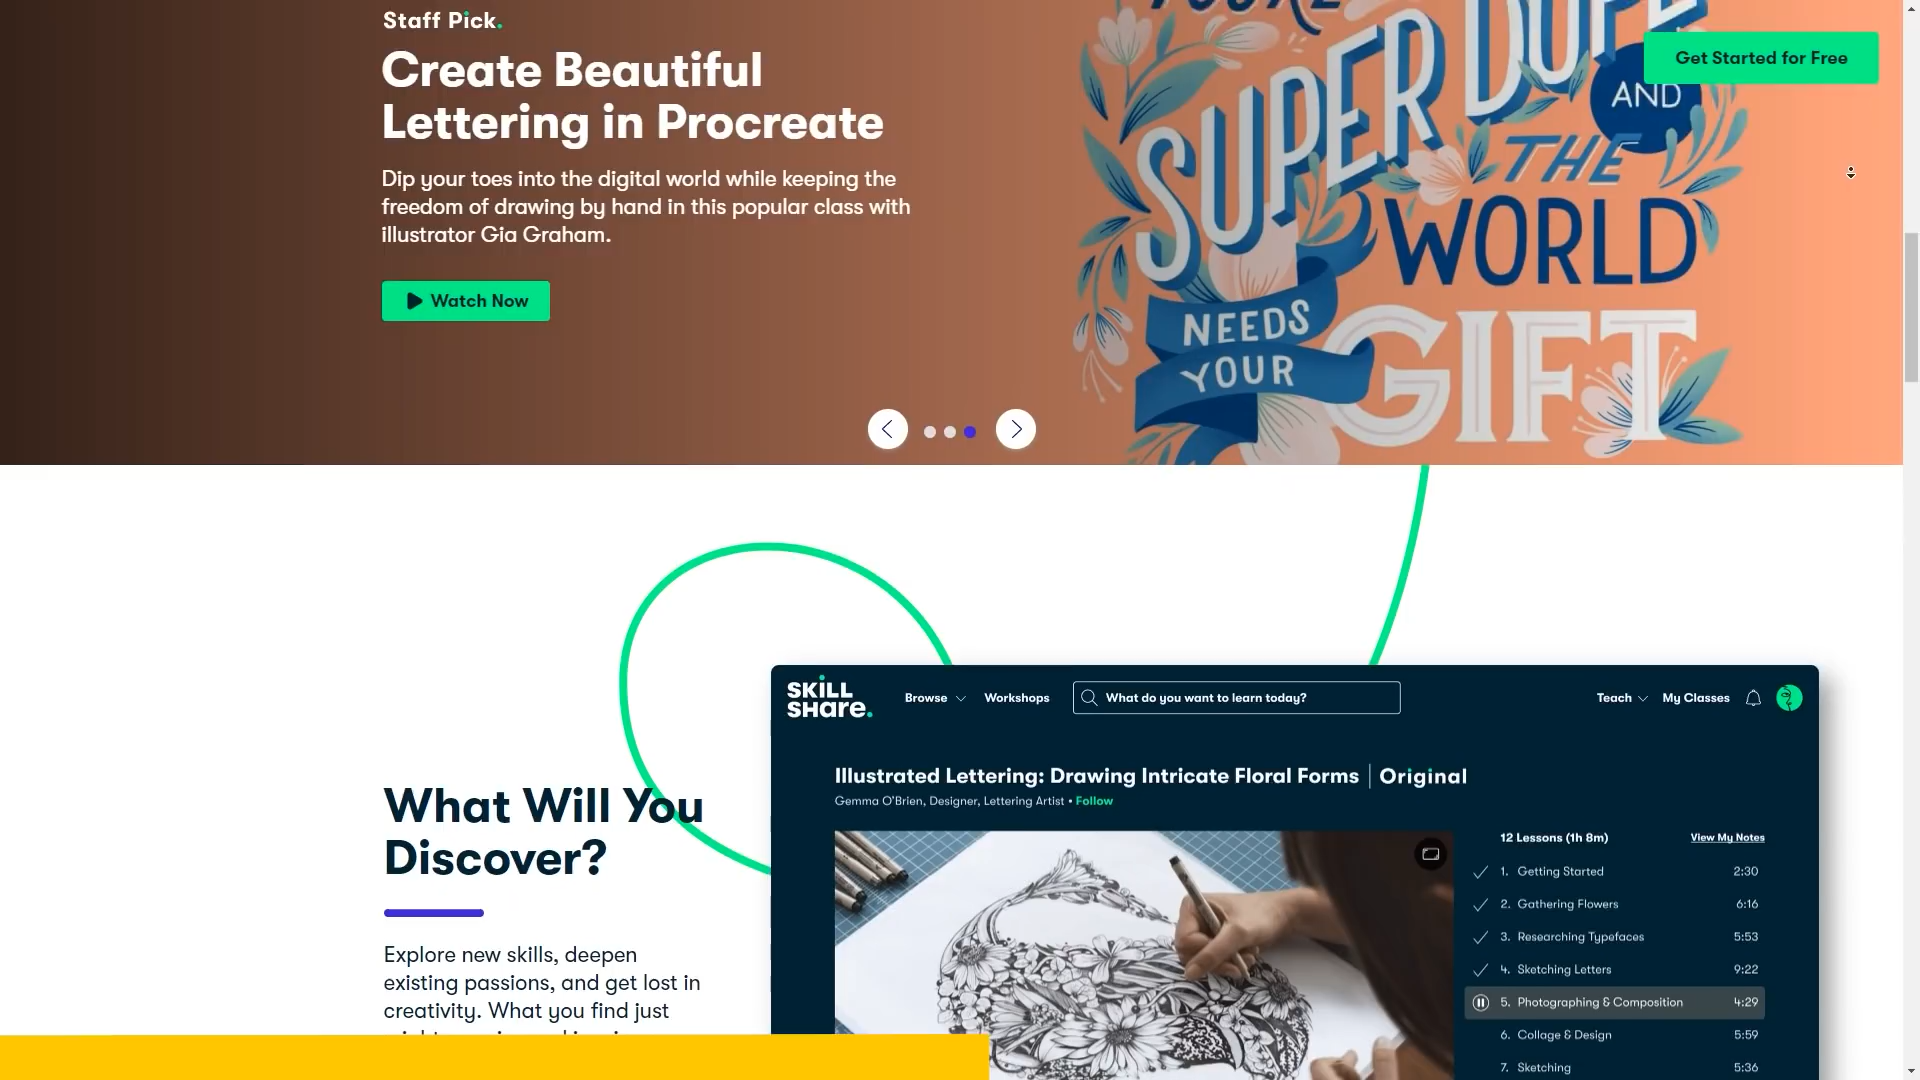 Staff Pick.
Create Beautiful
Lettering in Procreate
Dip your toes into the digital world while keeping the
freedom of drawing by hand in this popular class with
illustrator Gia Graham.
Watch Now
SUPER DOPE
AND
THE
WORLD
NEEDS
YOUR
GIFT
Get Started for Free
What Will You
Discover?
Explore new skills, deepen
existing passions, and get lost in
creativity. What you find just
SKILL
SHARE.
Browse
Workshops
What do you want to learn today?
Teach
My Classes
Illustrated Lettering: Drawing Intricate Floral Forms | Original
Gemma O'Brien, Designer, Lettering Artist • Follow
12 Lessons (1h 8m) View My Notes
1. Getting Started 2:30
2. Gathering Flowers 6:16
3. Researching Typefaces 5:53
4. Sketching Letters 9:22
5. Photographing & Composition 4:29
6. Collage & Design 5:59
7. Sketching 5:36